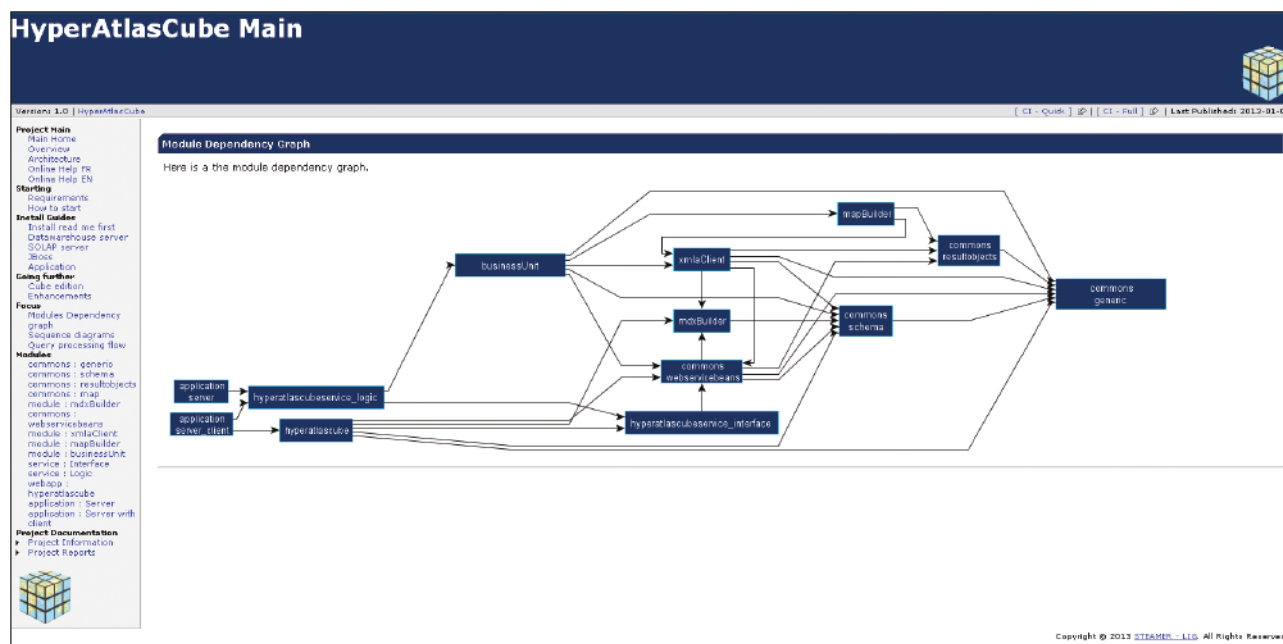 HyperAtlasCube Main
Version: 1.0 | HyperAtlasCube
[ CI - Quick ] | [ CI - Full ] | Last Published: 2013-01-0
Project Main
Main Home
Overview
Architecture
Online Help FR
Online Help EN
Starting
Requirements
How to start
Install Guides
Install read me first
Datawarehouse server
SOLAP server
JBoss
Application
Going further
Cube edition
Enhancements
Focus
Modules Dependency
graph
Sequence diagrams
Query processing flow
Modules
commons : generic
commons : schema
commons : resultobjects
commons : map
module : mdxBuilder
commons :
webservicebeans
module : xmlaClient
module : mapBuilder
module : businessUnit
service : Interface
service : Logic
webapp :
hyperatlascube
application : Server
application : Server with
client
Project Documentation
Project Information
Project Reports
Module Dependency Graph
Here is a the module dependency graph.
mapBuilder
commons
resultobjects
businessUnit
xmlaClient
commons
generic
mdxBuilder
commons
schema
commons
webservicebeans
application
server
hyperatlascubeservice_logic
application
server_client
hyperatlascube
hyperatlascubeservice_interface
Copyright © 2013 STEAMER - LIG. All Rights Reserve